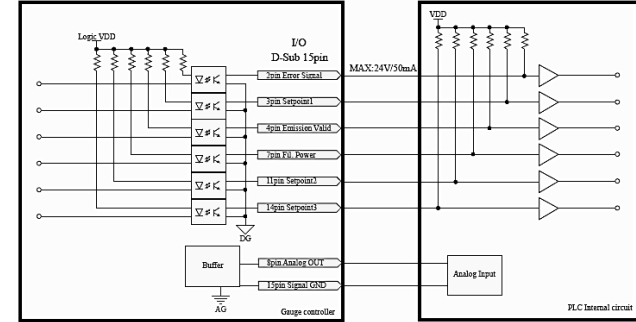 VDD
Logic VDD
I/O
D-Sub 15pin
MAX:24V/50mA
2pin Error Signal
3pin Setpoint1
4pin Emission Valid
7pin Fil. Power
11pin Setpoint2
14pin Setpoint3
DG
Buffer
8pin Analog OUT
Analog Input
15pin Signal GND
AG
Gauge controller
PLC Internal circuit